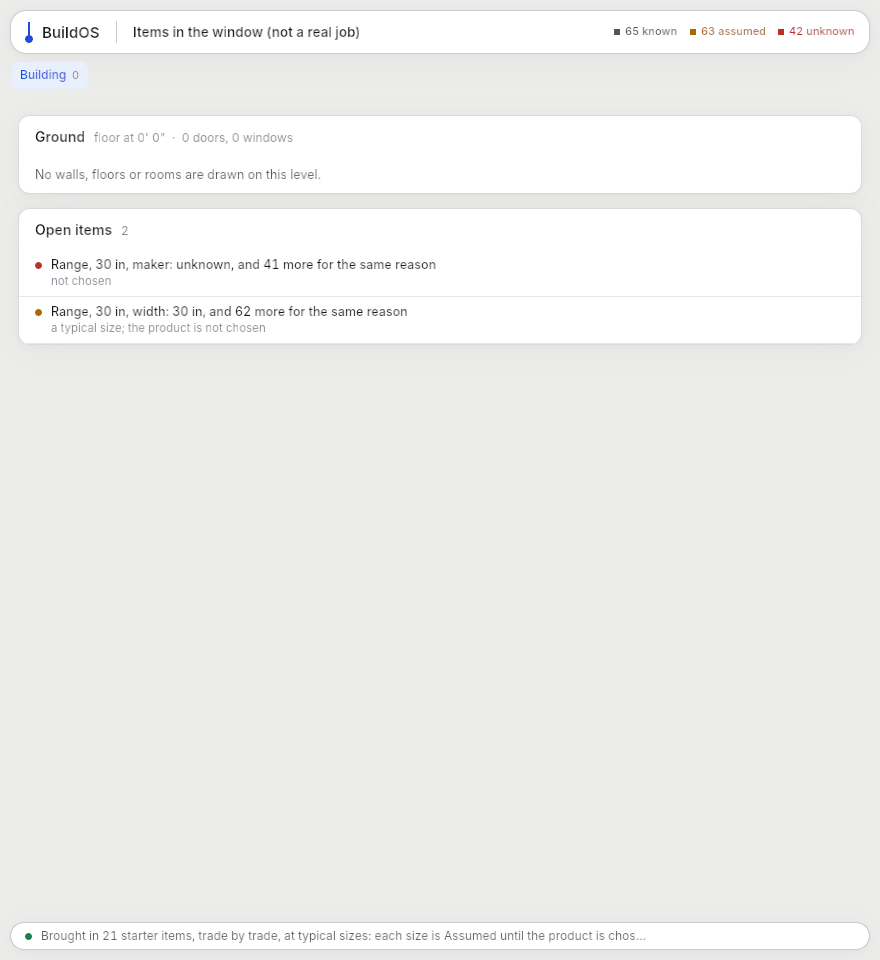 BuildOS
Items in the window (not a real job)
65 known
63 assumed
42 unknown
Building 0
Ground floor at 0' 0" · 0 doors, 0 windows
No walls, floors or rooms are drawn on this level.
Open items 2
Range, 30 in, maker: unknown, and 41 more for the same reason
not chosen
Range, 30 in, width: 30 in, and 62 more for the same reason
a typical size; the product is not chosen
Brought in 21 starter items, trade by trade, at typical sizes: each size is Assumed until the product is chos...